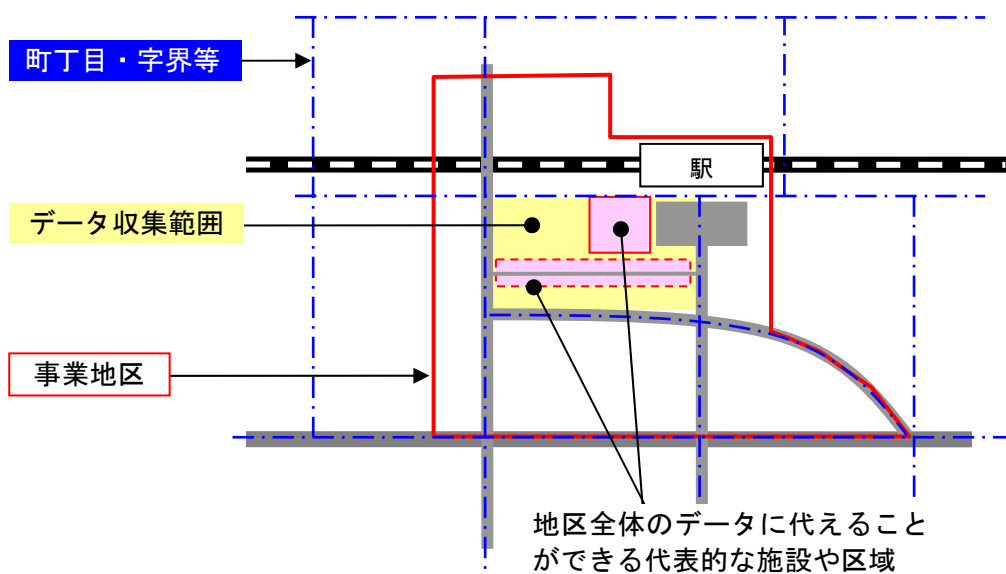 町丁目・字界等
駅
データ収集範囲
事業地区
地区全体のデータに代えること
ができる代表的な施設や区域